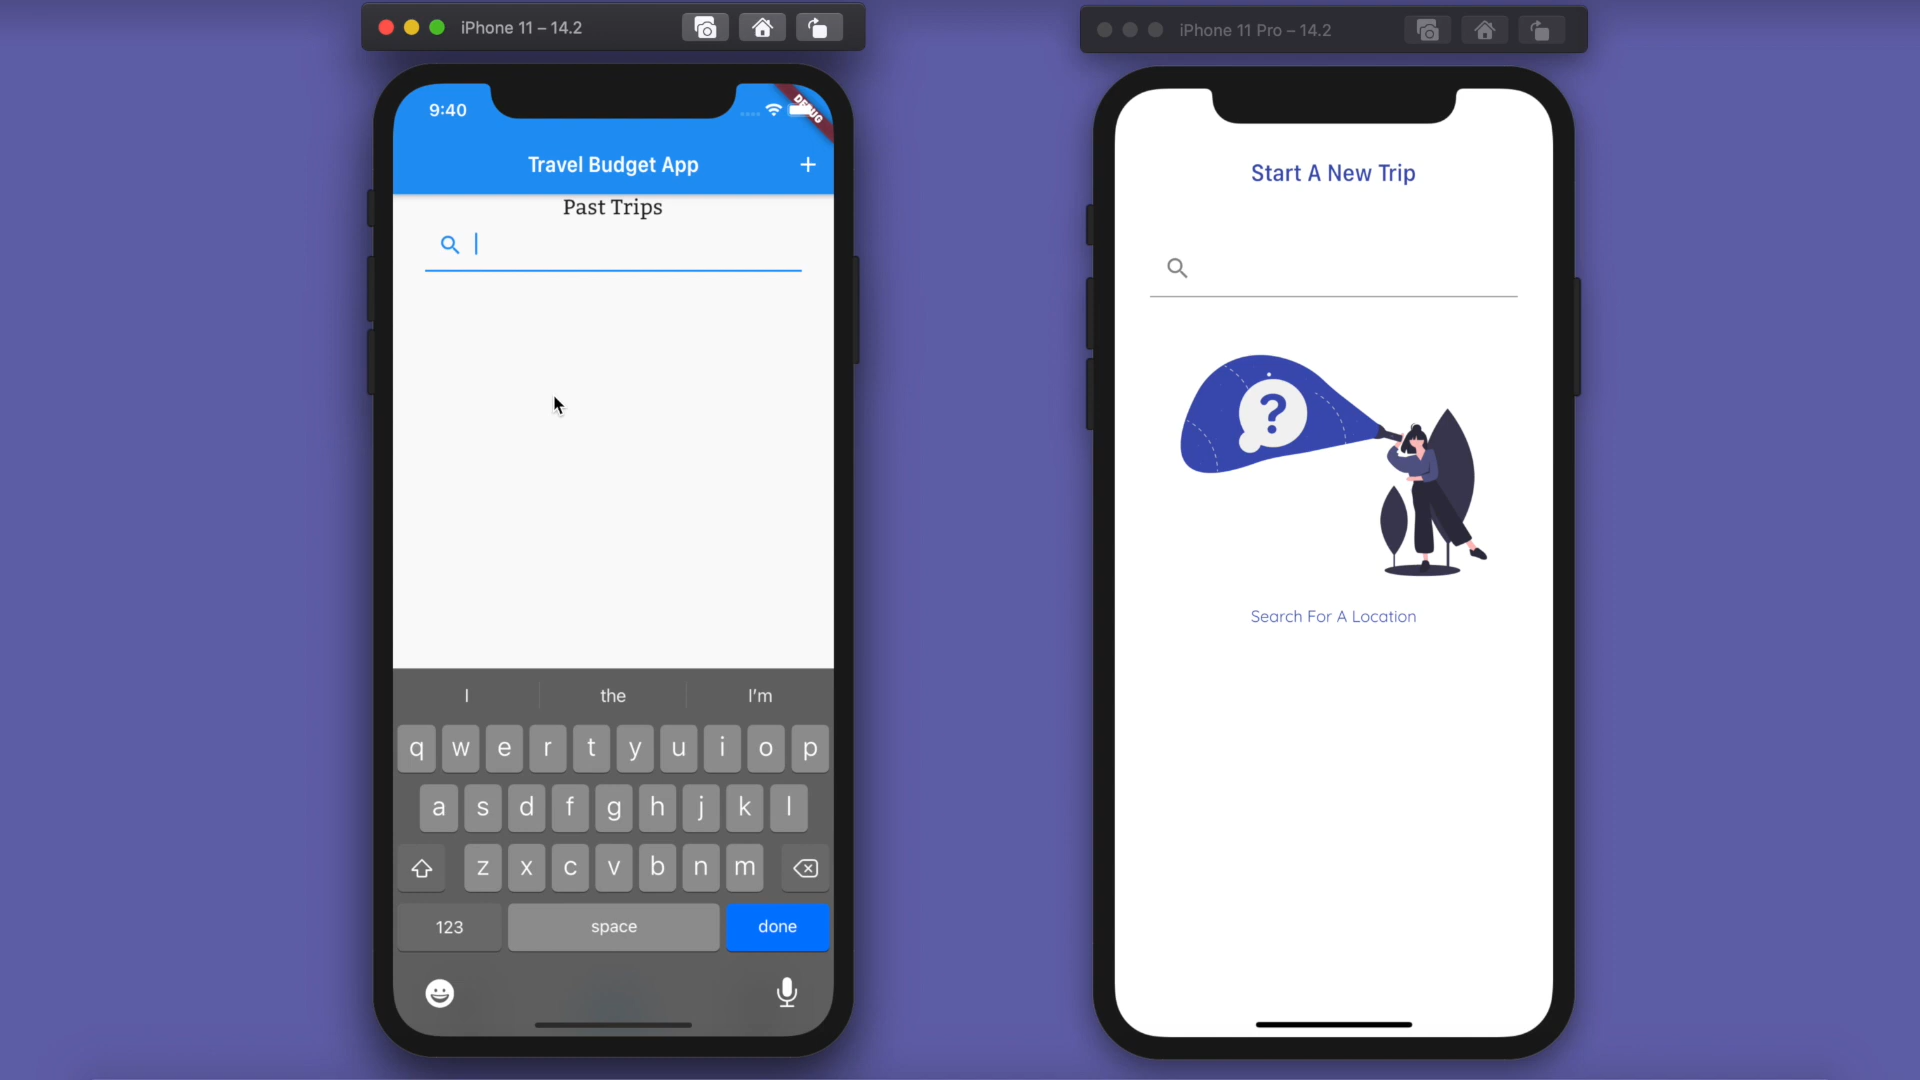 iPhone 11 – 14.2
9:40
DEBUG
Travel Budget App
+
Past Trips
I
the
I'm
q w e r t y u i o p
a s d f g h j k l
z x c v b n m
123
space
done
iPhone 11 Pro – 14.2
Start A New Trip
?
Search For A Location